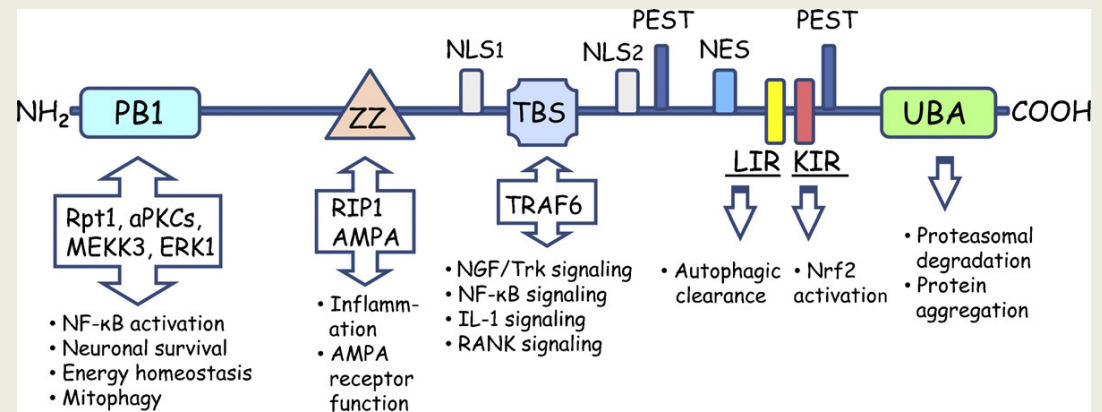 PEST
PEST
NLS1
NLS2
NES
NH2
PB1
ZZ
TBS
UBA
COOH
LIR
KIR
Rpt1, aPKCs,
MEKK3, ERK1
RIP1
AMPA
TRAF6
• NF-κB activation
• Neuronal survival
• Energy homeostasis
• Mitophagy
• Inflamm-
ation
• AMPA
receptor
function
• NGF/Trk signaling
• NF-κB signaling
• IL-1 signaling
• RANK signaling
• Autophagic
clearance
• Nrf2
activation
• Proteasomal
degradation
• Protein
aggregation